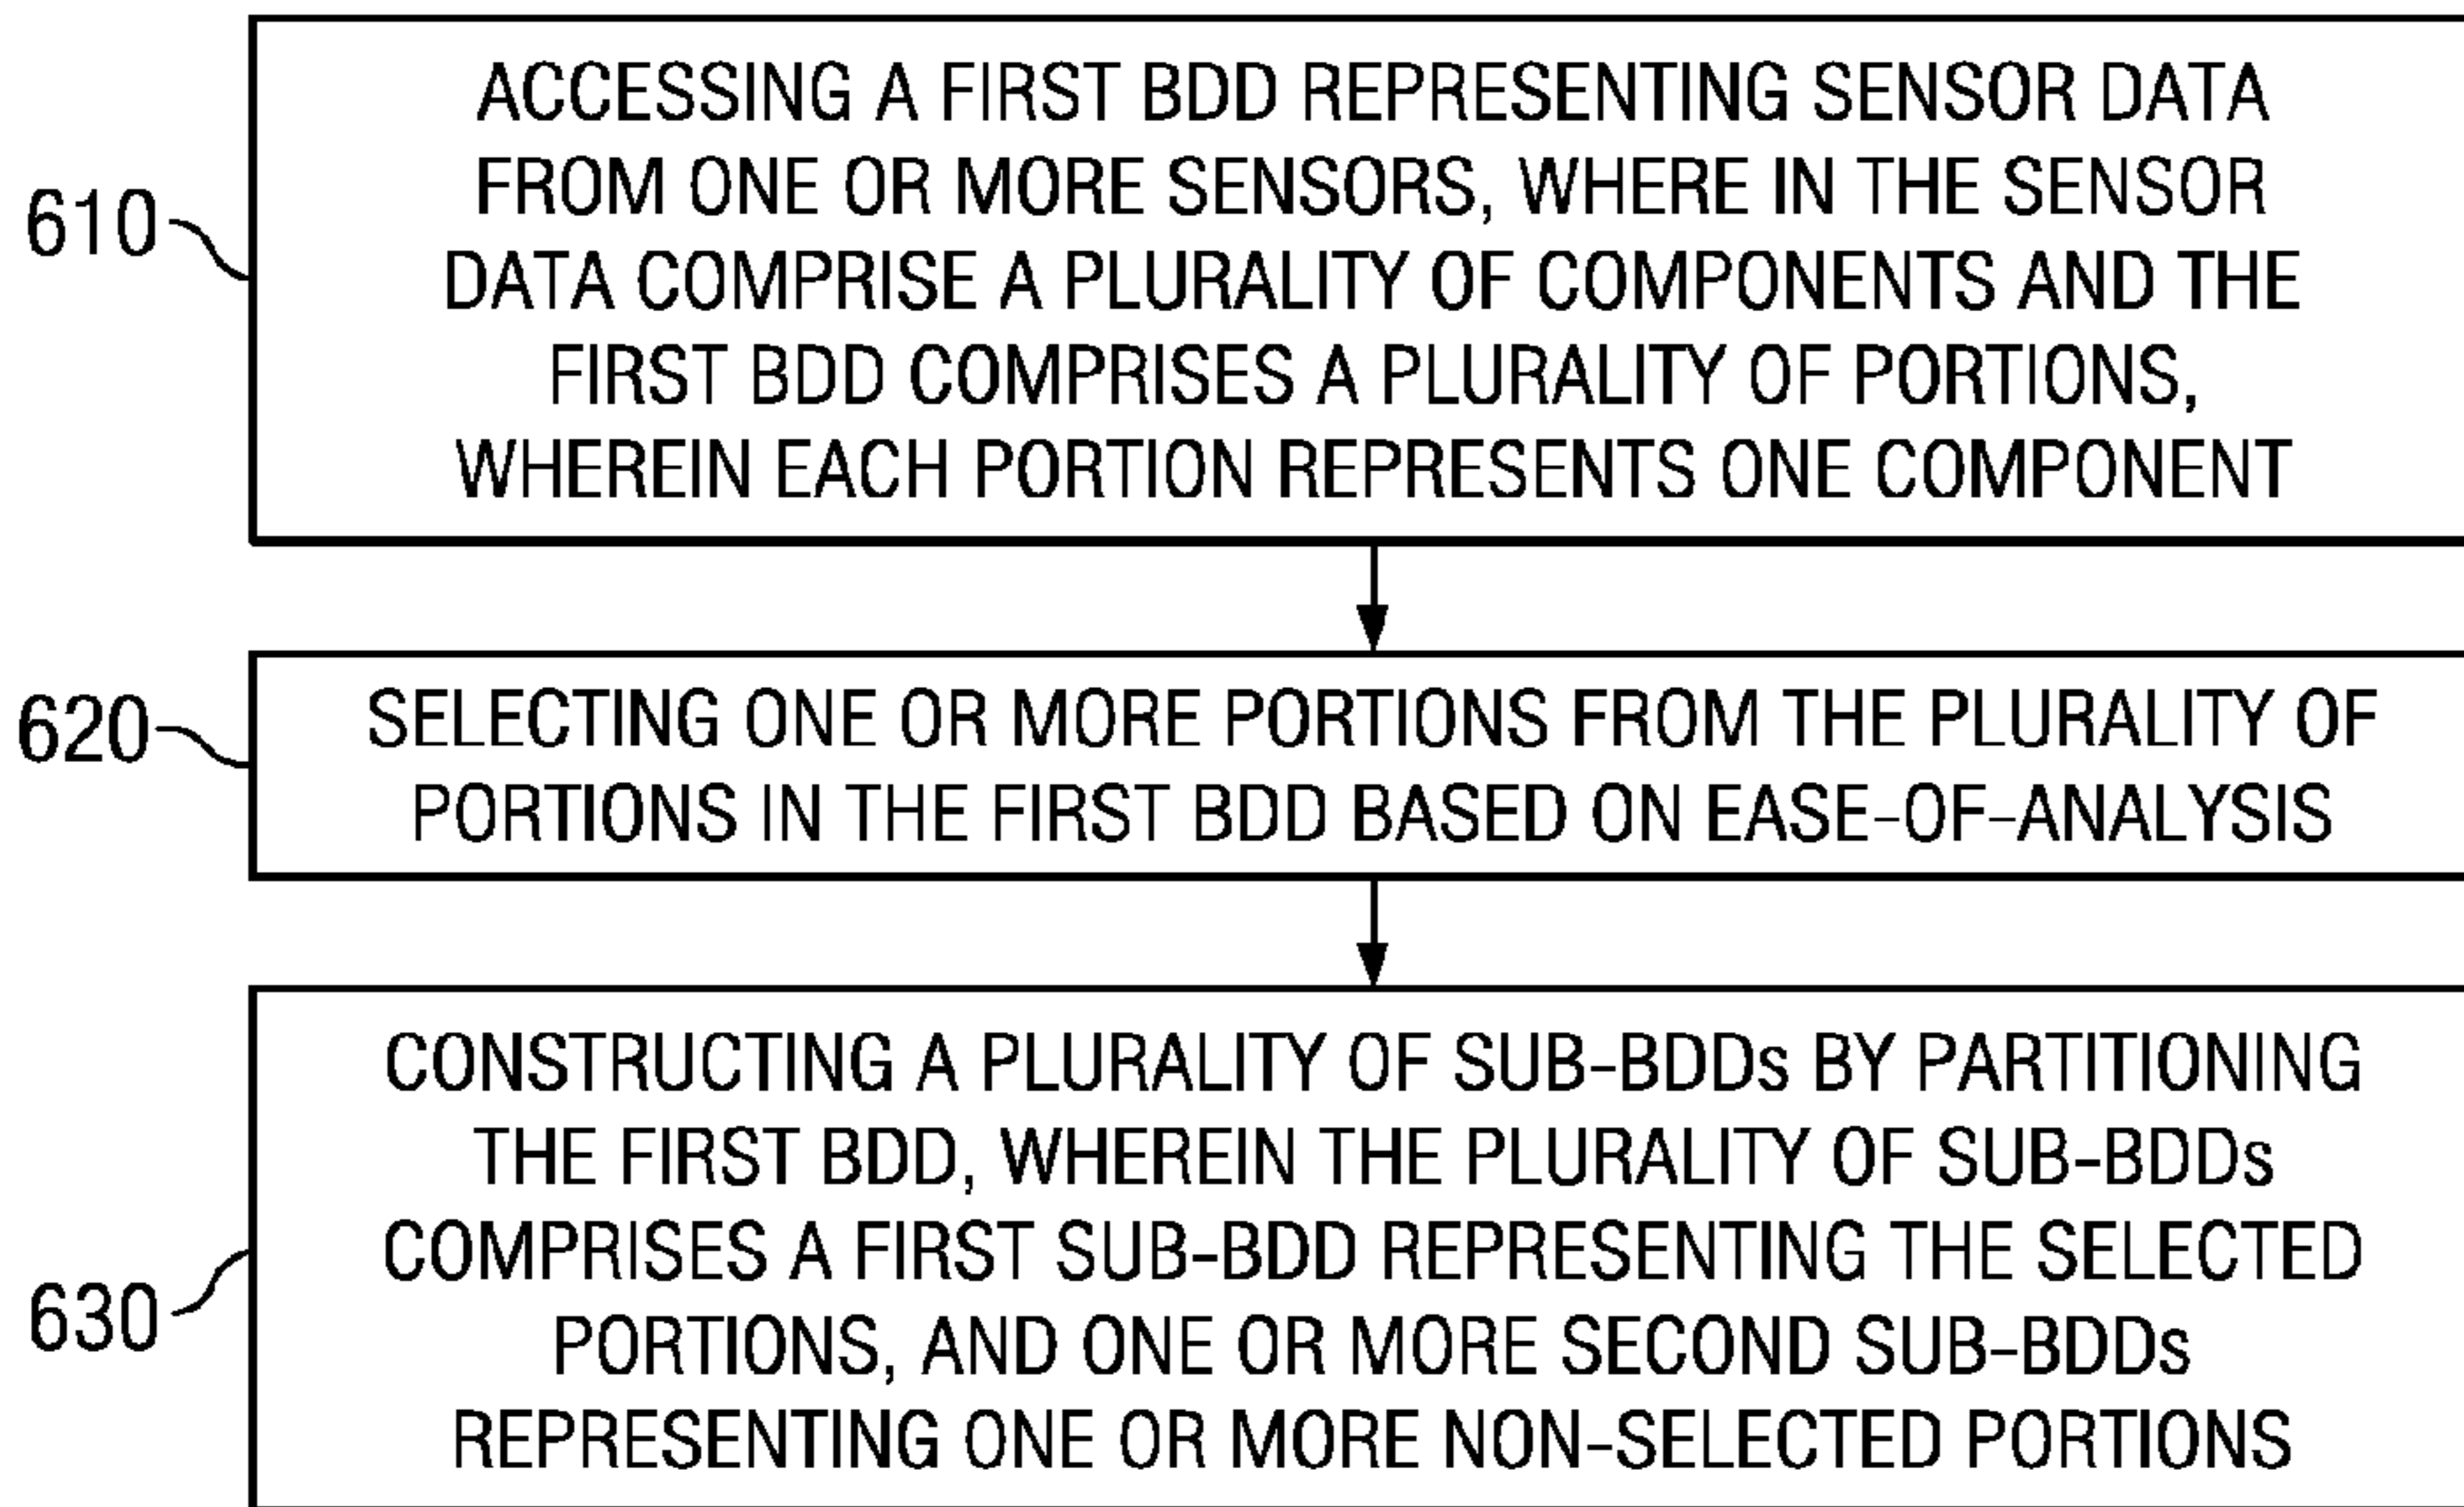 610
ACCESSING A FIRST BDD REPRESENTING SENSOR DATA
FROM ONE OR MORE SENSORS, WHERE IN THE SENSOR
DATA COMPRISE A PLURALITY OF COMPONENTS AND THE
FIRST BDD COMPRISES A PLURALITY OF PORTIONS,
WHEREIN EACH PORTION REPRESENTS ONE COMPONENT
620
SELECTING ONE OR MORE PORTIONS FROM THE PLURALITY OF
PORTIONS IN THE FIRST BDD BASED ON EASE-OF-ANALYSIS
630
CONSTRUCTING A PLURALITY OF SUB-BDDs BY PARTITIONING
THE FIRST BDD, WHEREIN THE PLURALITY OF SUB-BDDs
COMPRISES A FIRST SUB-BDD REPRESENTING THE SELECTED
PORTIONS, AND ONE OR MORE SECOND SUB-BDDs
REPRESENTING ONE OR MORE NON-SELECTED PORTIONS